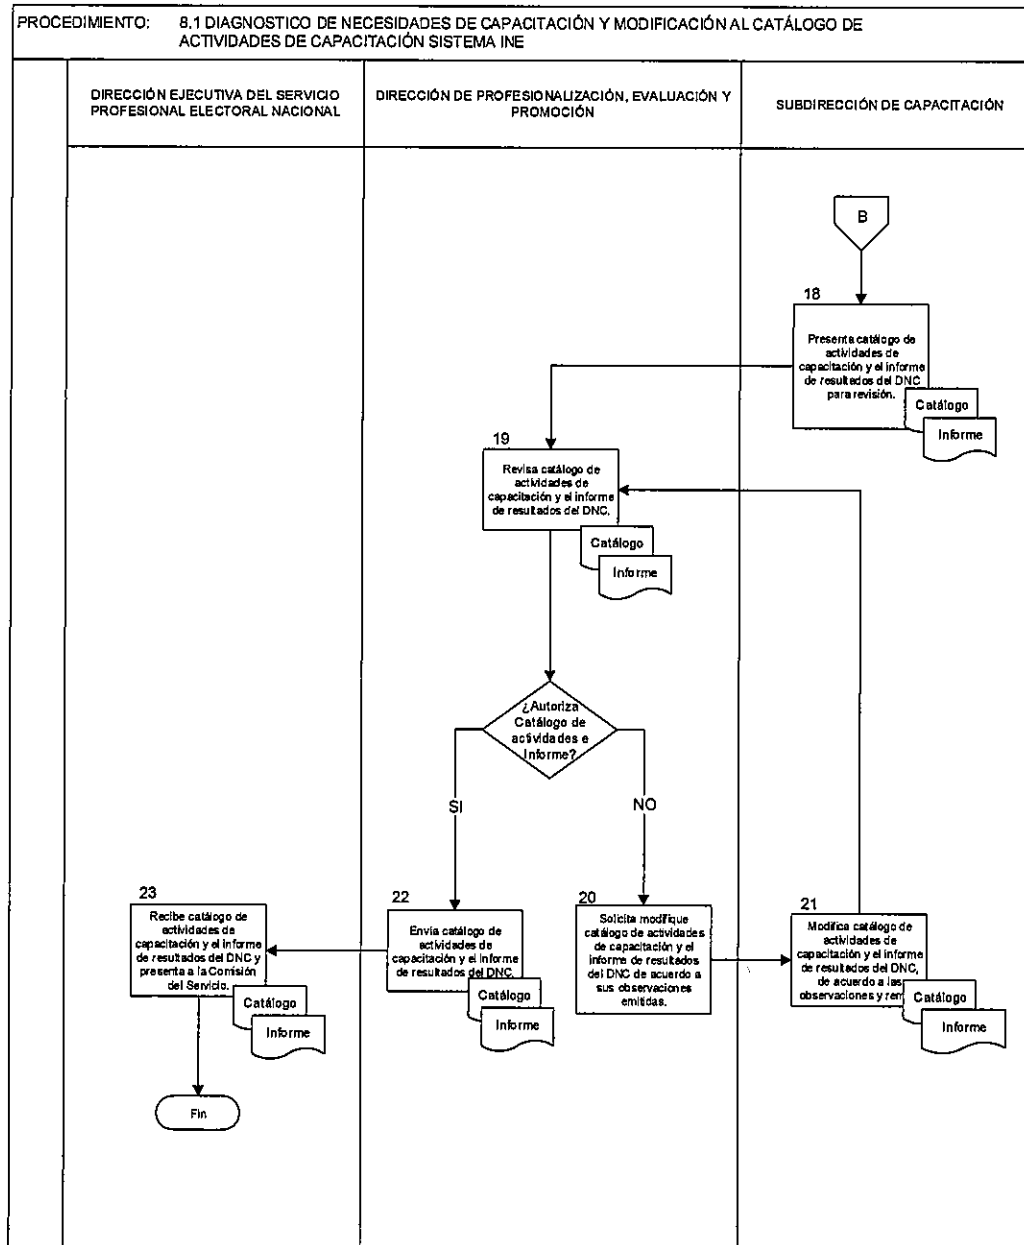 PROCEDIMIENTO: 8.1 DIAGNOSTICO DE NECESIDADES DE CAPACITACIÓN Y MODIFICACIÓN AL CATÁLOGO DE
ACTIVIDADES DE CAPACITACIÓN SISTEMA INE
DIRECCIÓN EJECUTIVA DEL SERVICIO
PROFESIONAL ELECTORAL NACIONAL
DIRECCIÓN DE PROFESIONALIZACIÓN, EVALUACIÓN Y
PROMOCIÓN
SUBDIRECCIÓN DE CAPACITACIÓN
B
18
Presenta catálogo de
actividades de
capacitación y el informe
de resultados del DNC
para revisión.
Catálogo
Informe
19
Revisa catálogo de
actividades de
capacitación y el informe
de resultados del DNC.
Catálogo
Informe
¿Autoriza
Catálogo de
actividades e
Informe?
SI
NO
23
Recibe catálogo de
actividades de
capacitación y el informe
de resultados del DNC y
presenta a la Comisión
del Servicio.
Catálogo
Informe
22
Envía catálogo de
actividades de
capacitación y el informe
de resultados del DNC.
Catálogo
Informe
20
Solicita modifique
catálogo de actividades
de capacitación y el
informe de resultados
del DNC de acuerdo a
sus observaciones
emitidas.
21
Modifica catálogo de
actividades de
capacitación y el informe
de resultados del DNC,
de acuerdo a las
observaciones y
Catálogo
Informe
Fin